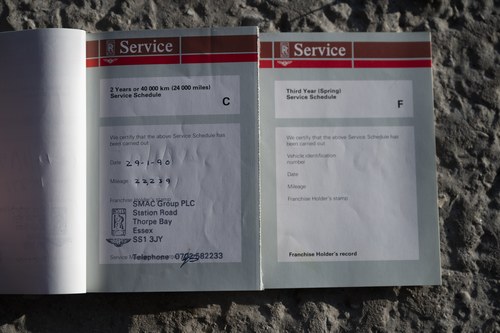 Service
2 Years or 40 000 km (24 000 miles)
Service Schedule
C
We certify that the above Service Schedule has
been carried out
Date 29-1-90
Mileage 22239
Franchise
SMAC Group PLC
Station Road
Thorpe Bay
Essex
SS1 3JY
Service
Telephone 0702 582233
Service
Third Year (Spring)
Service Schedule
F
We certify that the above Service Schedule has
been carried out
Vehicle identification
number
Date
Mileage
Franchise Holder's stamp
Franchise Holder's record